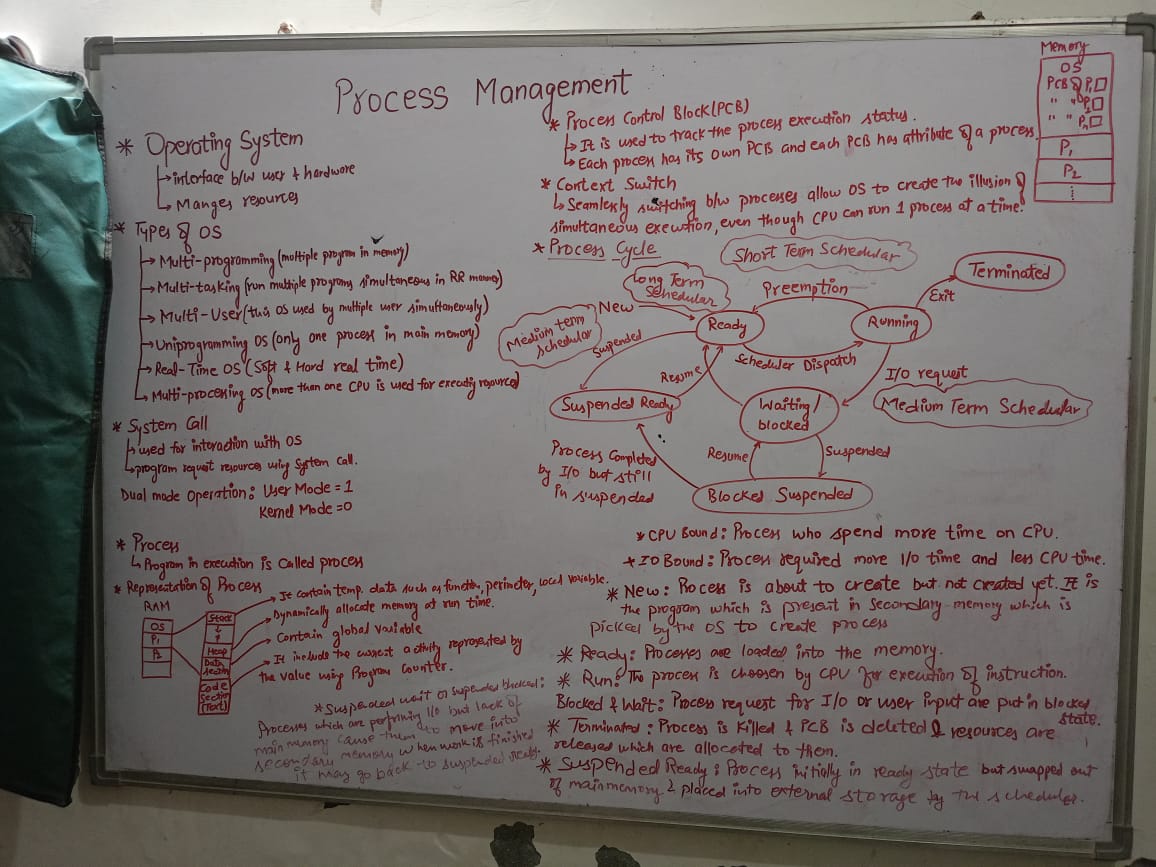 Process Management
* Operating System
↳ interface b/w user & hardware
↳ Manges resources
* Types of OS
→ Multi-programming (multiple program in memory)
→ Multi-tasking (run multiple programs simultaneous in RR manner)
→ Multi-User (this OS used by multiple user simultaneously)
→ Uniprogramming OS (only one process in main memory)
→ Real-Time OS (Soft & Hard real time)
↳ Multi-processing OS (more than one CPU is used for executing resources)
* System Call
↳ used for interaction with OS
↳ program request resources using System Call.
Dual mode operation: User Mode = 1
Kernel Mode = 0
* Process
↳ Program in execution is called process
* Representation of Process
RAM
OS
P1
P2
Stack
↓
↑
Heap
Data
Section
Code
Section
(Text)
It contain temp. data such as function, perimeter, local variable.
Dynamically allocate memory at run time.
Contain global variable
It include the current activity represented by
the value using Program Counter.
* Suspended wait or suspended blocked:
Processes which are performing I/O but lack of
main memory cause them to move into
secondary memory when work is finished
it may go back to suspended ready.
* Process Control Block (PCB)
↳ It is used to track the process execution status.
↳ Each process has its own PCB and each PCB has attribute of a process.
* Context Switch
↳ Seamlessly switching b/w processes allow OS to create the illusion of
simultaneous execution, even though CPU can run 1 process at a time.
* Process Cycle
Memory
OS
PCB of P1
" " P2
" " Pn
P1
P2
⋮
Short Term Schedular
Long Term
Schedular
Medium term
schedular
New
Ready
Preemption
Running
Exit
Terminated
Scheduler Dispatch
Suspended
Resume
I/O request
Suspended Ready
Waiting/
blocked
Medium Term Schedular
Process Completed
by I/O but still
in suspended
Resume
Suspended
Blocked Suspended
* CPU Bound: Process who spend more time on CPU.
* IO Bound: Process required more I/O time and less CPU time.
* New: Process is about to create but not created yet. It is
the program which is present in secondary memory which is
picked by the OS to create process
* Ready: Processes are loaded into the memory.
* Run: The process is choosen by CPU for execution of instruction.
Blocked & Wait: Process request for I/O or user input are put in blocked
state.
* Terminated: Process is killed & PCB is deleted & resources are
released which are allocated to them.
* Suspended Ready: Process initially in ready state but swapped out
of main memory & placed into external storage by the scheduler.